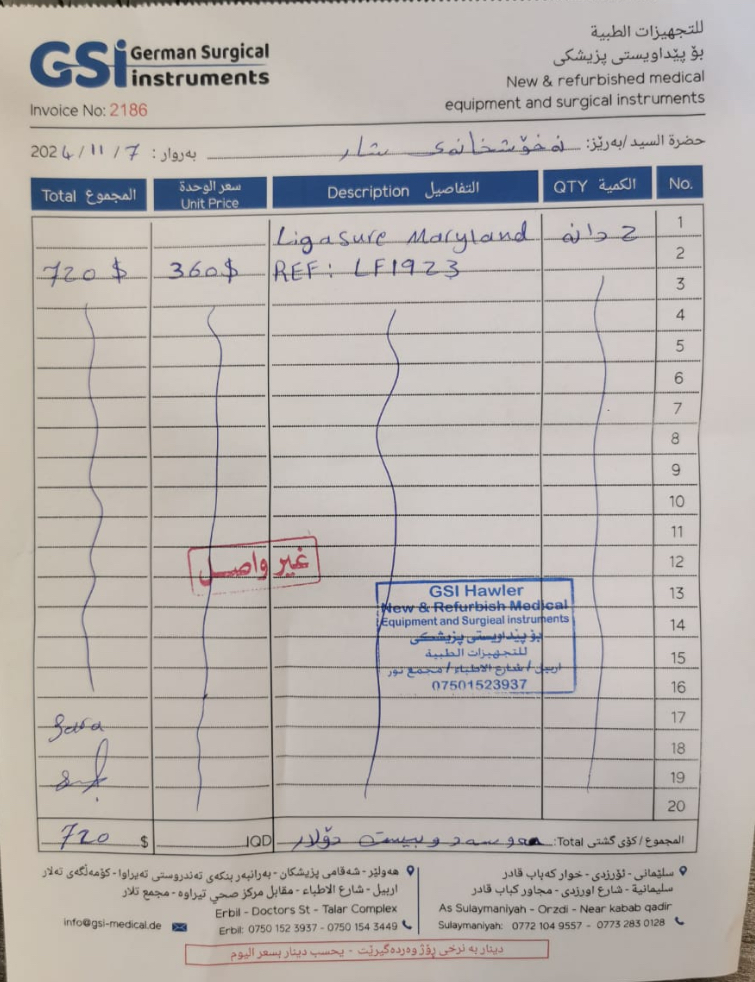 GSi German Surgical instruments
للتجهيزات الطبية
بۆ پێداویستی پزیشکی
New & refurbished medical
equipment and surgical instruments
Invoice No: 2186
حضرة السيد/بەرێز: نەخۆشخانەی شار
بەروار: 2024/11/7
No. الكمية QTY التفاصيل Description سعر الوحدة Unit Price المجموع Total
1 2 دانە Ligasure Maryland
2 REF: LF1923 360$ 720$
3
4
5
6
7
8
9
10
11
12
13
14
15
16
17
18
19
20
غير واصل
GSI Hawler
New & Refurbish Medical
Equipment and Surgieal instruments
بۆ پێداویستی پزیشکی
للتجهيزات الطبية
اربيل/شارع الاطباء/مجمع نور
07501523937
Sara
المجموع/کۆی گشتی Total: حەوسەد و بیست دۆلار IQD 720 $
سلێمانی - ئۆرزدی - خوار کەباب قادر
سليمانية - شارع اورزدي - مجاور كباب قادر
As Sulaymaniyah - Orzdi - Near kabab qadir
Sulaymaniyah: 0772 104 9557 - 0773 283 0128
هەولێر - شەقامی پزیشکان - بەرانبەر بنکەی تەندروستی تەیراوا - کۆمەڵگەی تەلار
اربيل - شارع الاطباء - مقابل مركز صحي تيراوه - مجمع تلار
Erbil - Doctors St - Talar Complex
Erbil: 0750 152 3937 - 0750 154 3449
info@gsi-medical.de
دینار بە نرخی ڕۆژ وەردەگیرێت - يحسب دينار بسعر اليوم